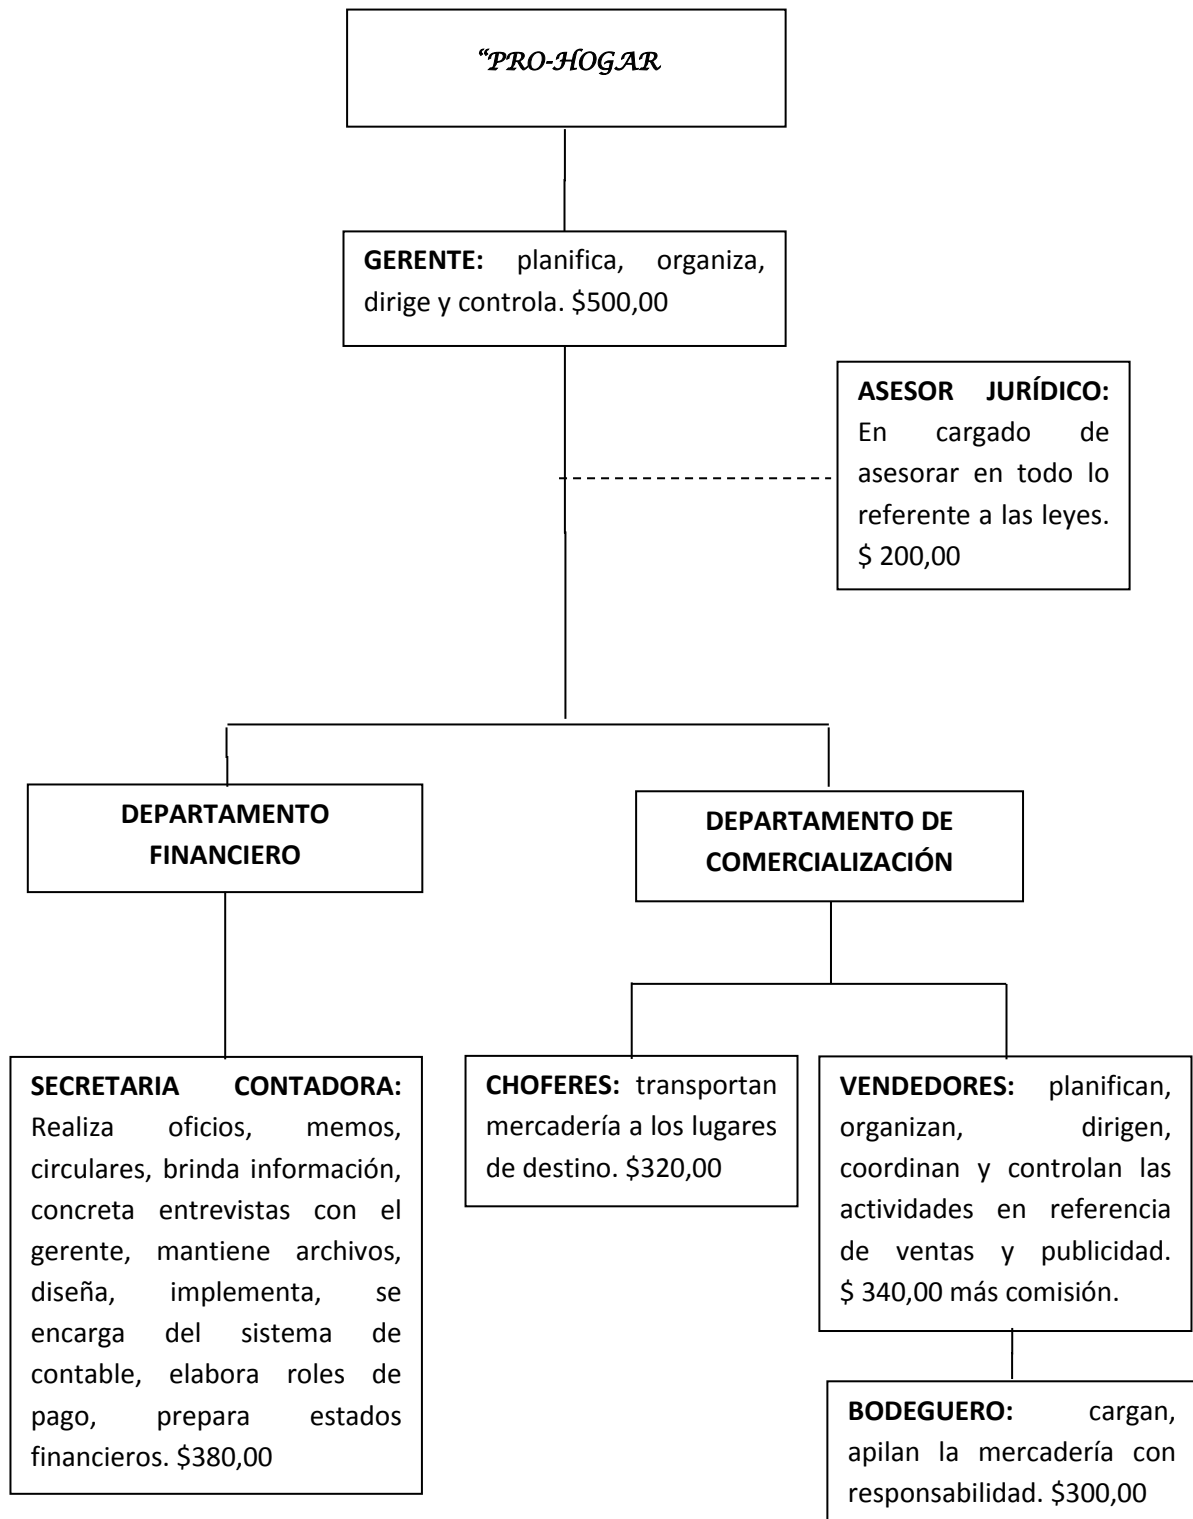 “PRO-HOGAR
GERENTE: planifica, organiza,
dirige y controla. $500,00
ASESOR JURÍDICO:
En cargado de
asesorar en todo lo
referente a las leyes.
$ 200,00
DEPARTAMENTO
FINANCIERO
DEPARTAMENTO DE
COMERCIALIZACIÓN
SECRETARIA CONTADORA:
Realiza oficios, memos,
circulares, brinda información,
concreta entrevistas con el
gerente, mantiene archivos,
diseña, implementa, se
encarga del sistema de
contable, elabora roles de
pago, prepara estados
financieros. $380,00
CHOFERES: transportan
mercadería a los lugares
de destino. $320,00
VENDEDORES: planifican,
organizan, dirigen,
coordinan y controlan las
actividades en referencia
de ventas y publicidad.
$ 340,00 más comisión.
BODEGUERO: cargan,
apilan la mercadería con
responsabilidad. $300,00